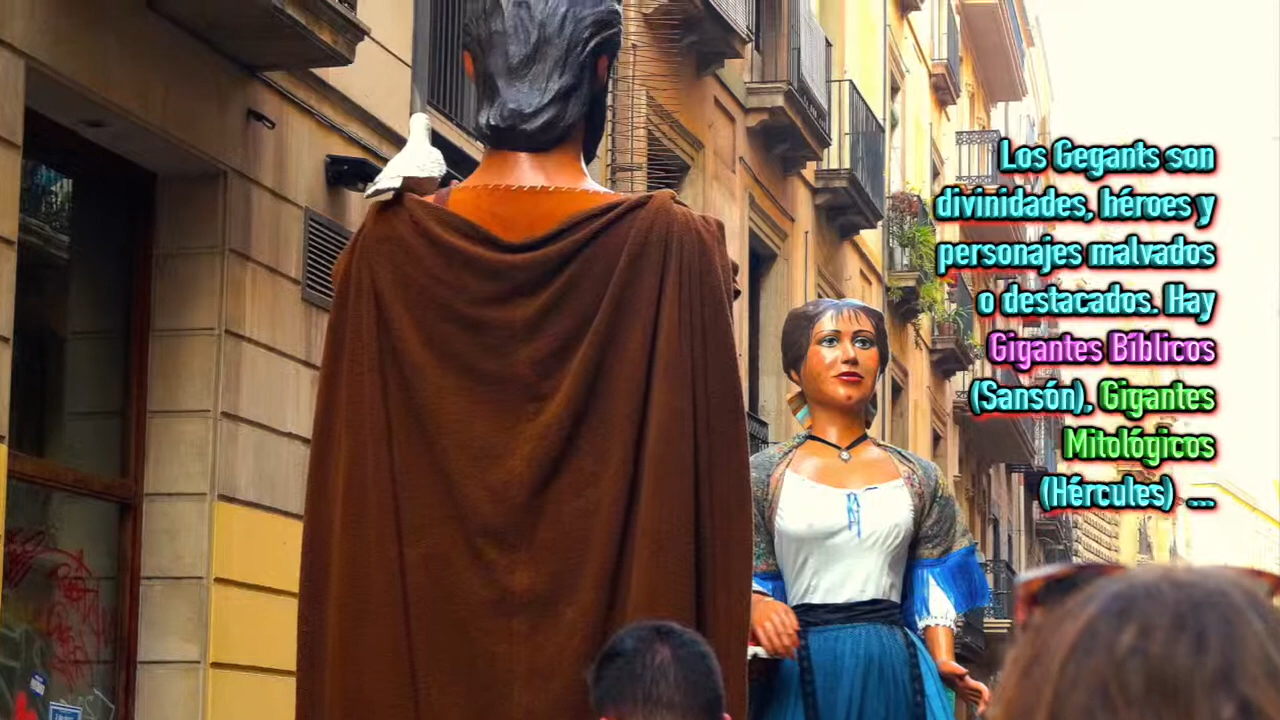 Los Gegants son
divinidades, héroes y
personajes malvados
o destacados. Hay
Gigantes Bíblicos
(Sansón), Gigantes
Mitológicos
(Hércules) ...